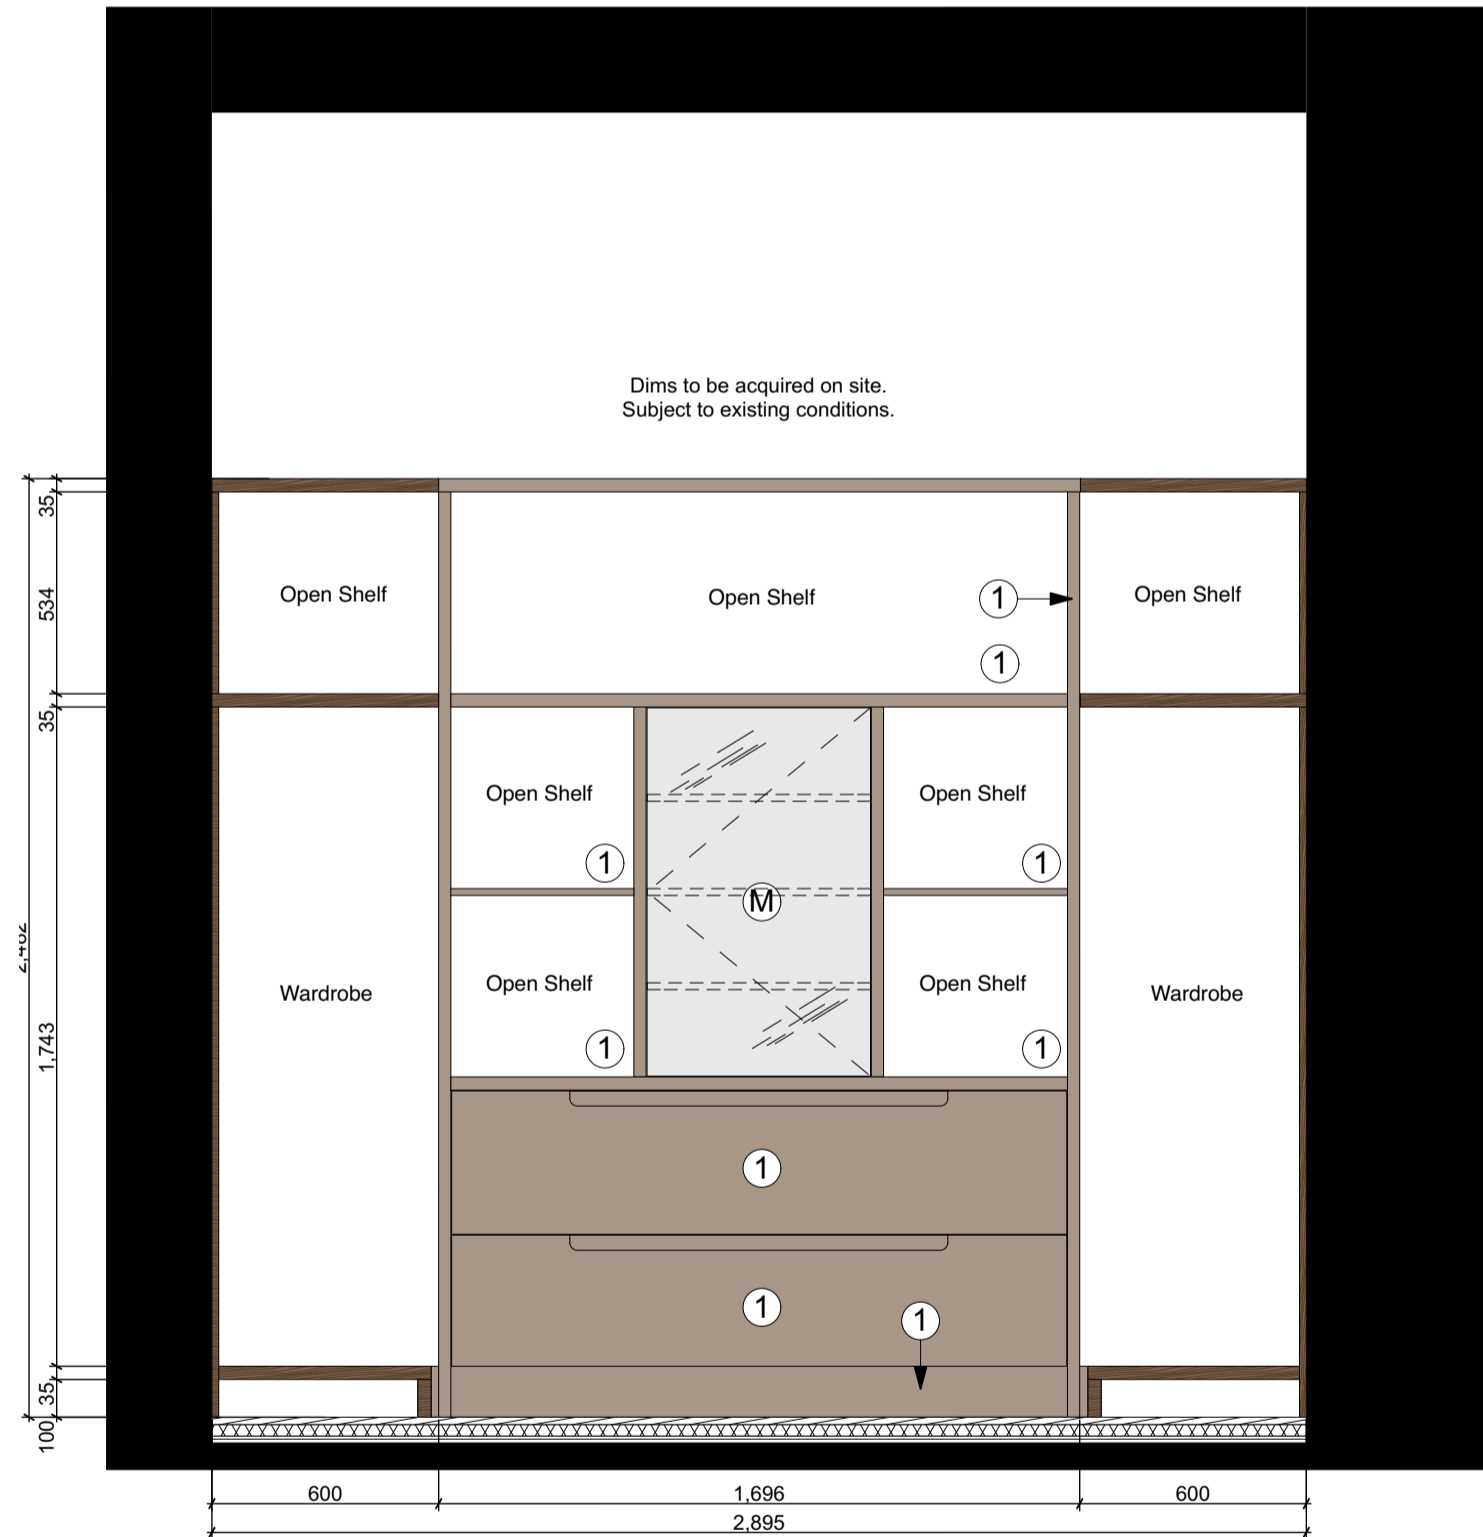 Dims to be acquired on site.
Subject to existing conditions.
35
534
35
1,743
35
100
Open Shelf
Open Shelf
1
Open Shelf
1
Open Shelf
Open Shelf
1
1
M
Open Shelf
Open Shelf
Wardrobe
Wardrobe
1
1
1
1
1
600
1,696
600
2,895